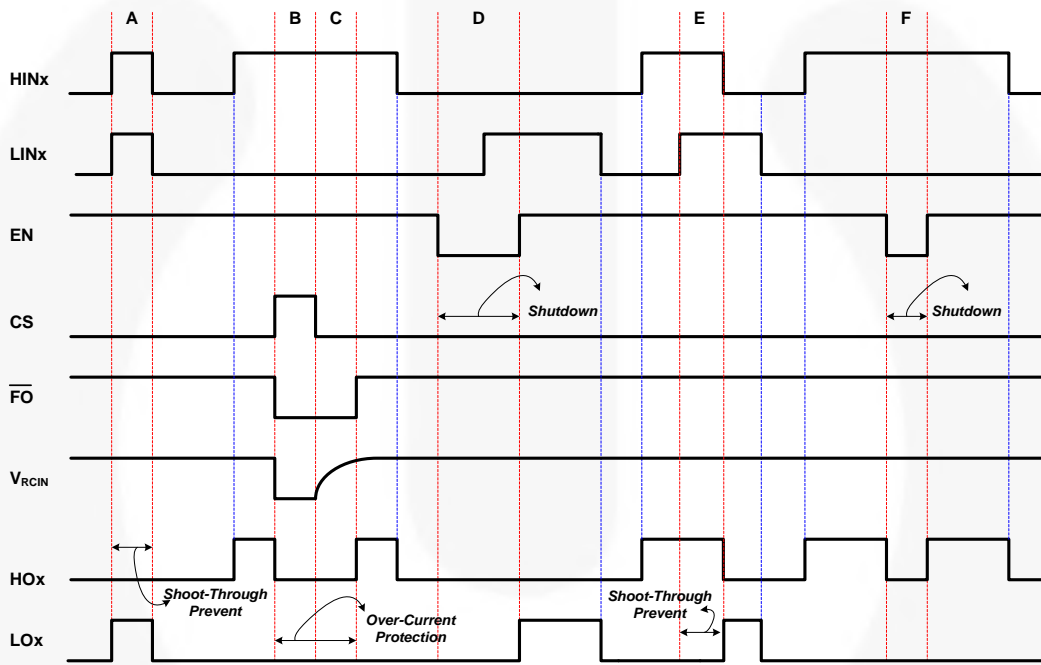 A B C D E F
HINx
LINx
EN
Shutdown Shutdown
CS
FO
VRCIN
HOx
Shoot-Through
Prevent
Over-Current
Protection
Shoot-Through
Prevent
LOx